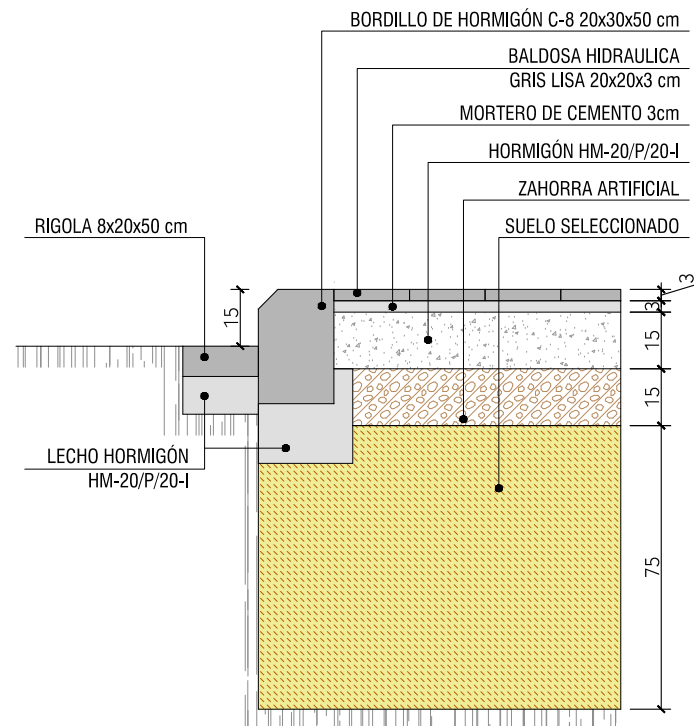 BORDILLO DE HORMIGÓN C-8 20x30x50 cm
BALDOSA HIDRAULICA
GRIS LISA 20x20x3 cm
MORTERO DE CEMENTO 3cm
HORMIGÓN HM-20/P/20-I
ZAHORRA ARTIFICIAL
SUELO SELECCIONADO
RIGOLA 8x20x50 cm
15
3
3
15
15
75
LECHO HORMIGÓN
HM-20/P/20-I